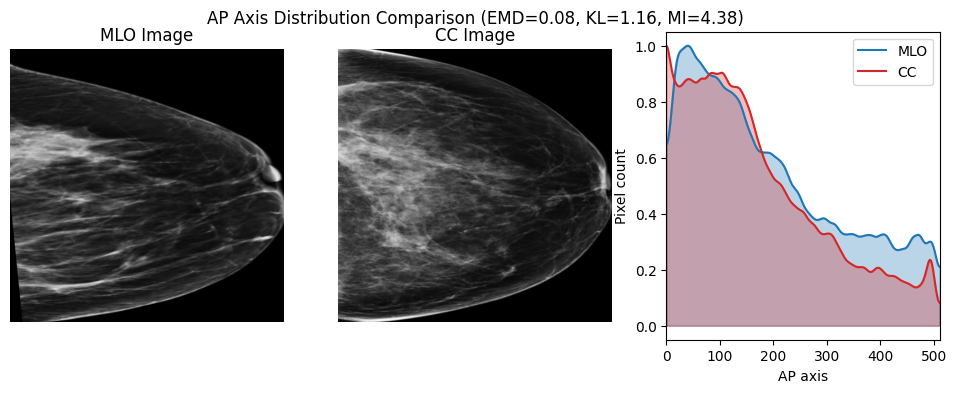 AP Axis Distribution Comparison (EMD=0.08, KL=1.16, MI=4.38)
MLO Image
CC Image
MLO
CC
Pixel count
1.0
0.8
0.6
0.4
0.2
0.0
0 100 200 300 400 500
AP axis